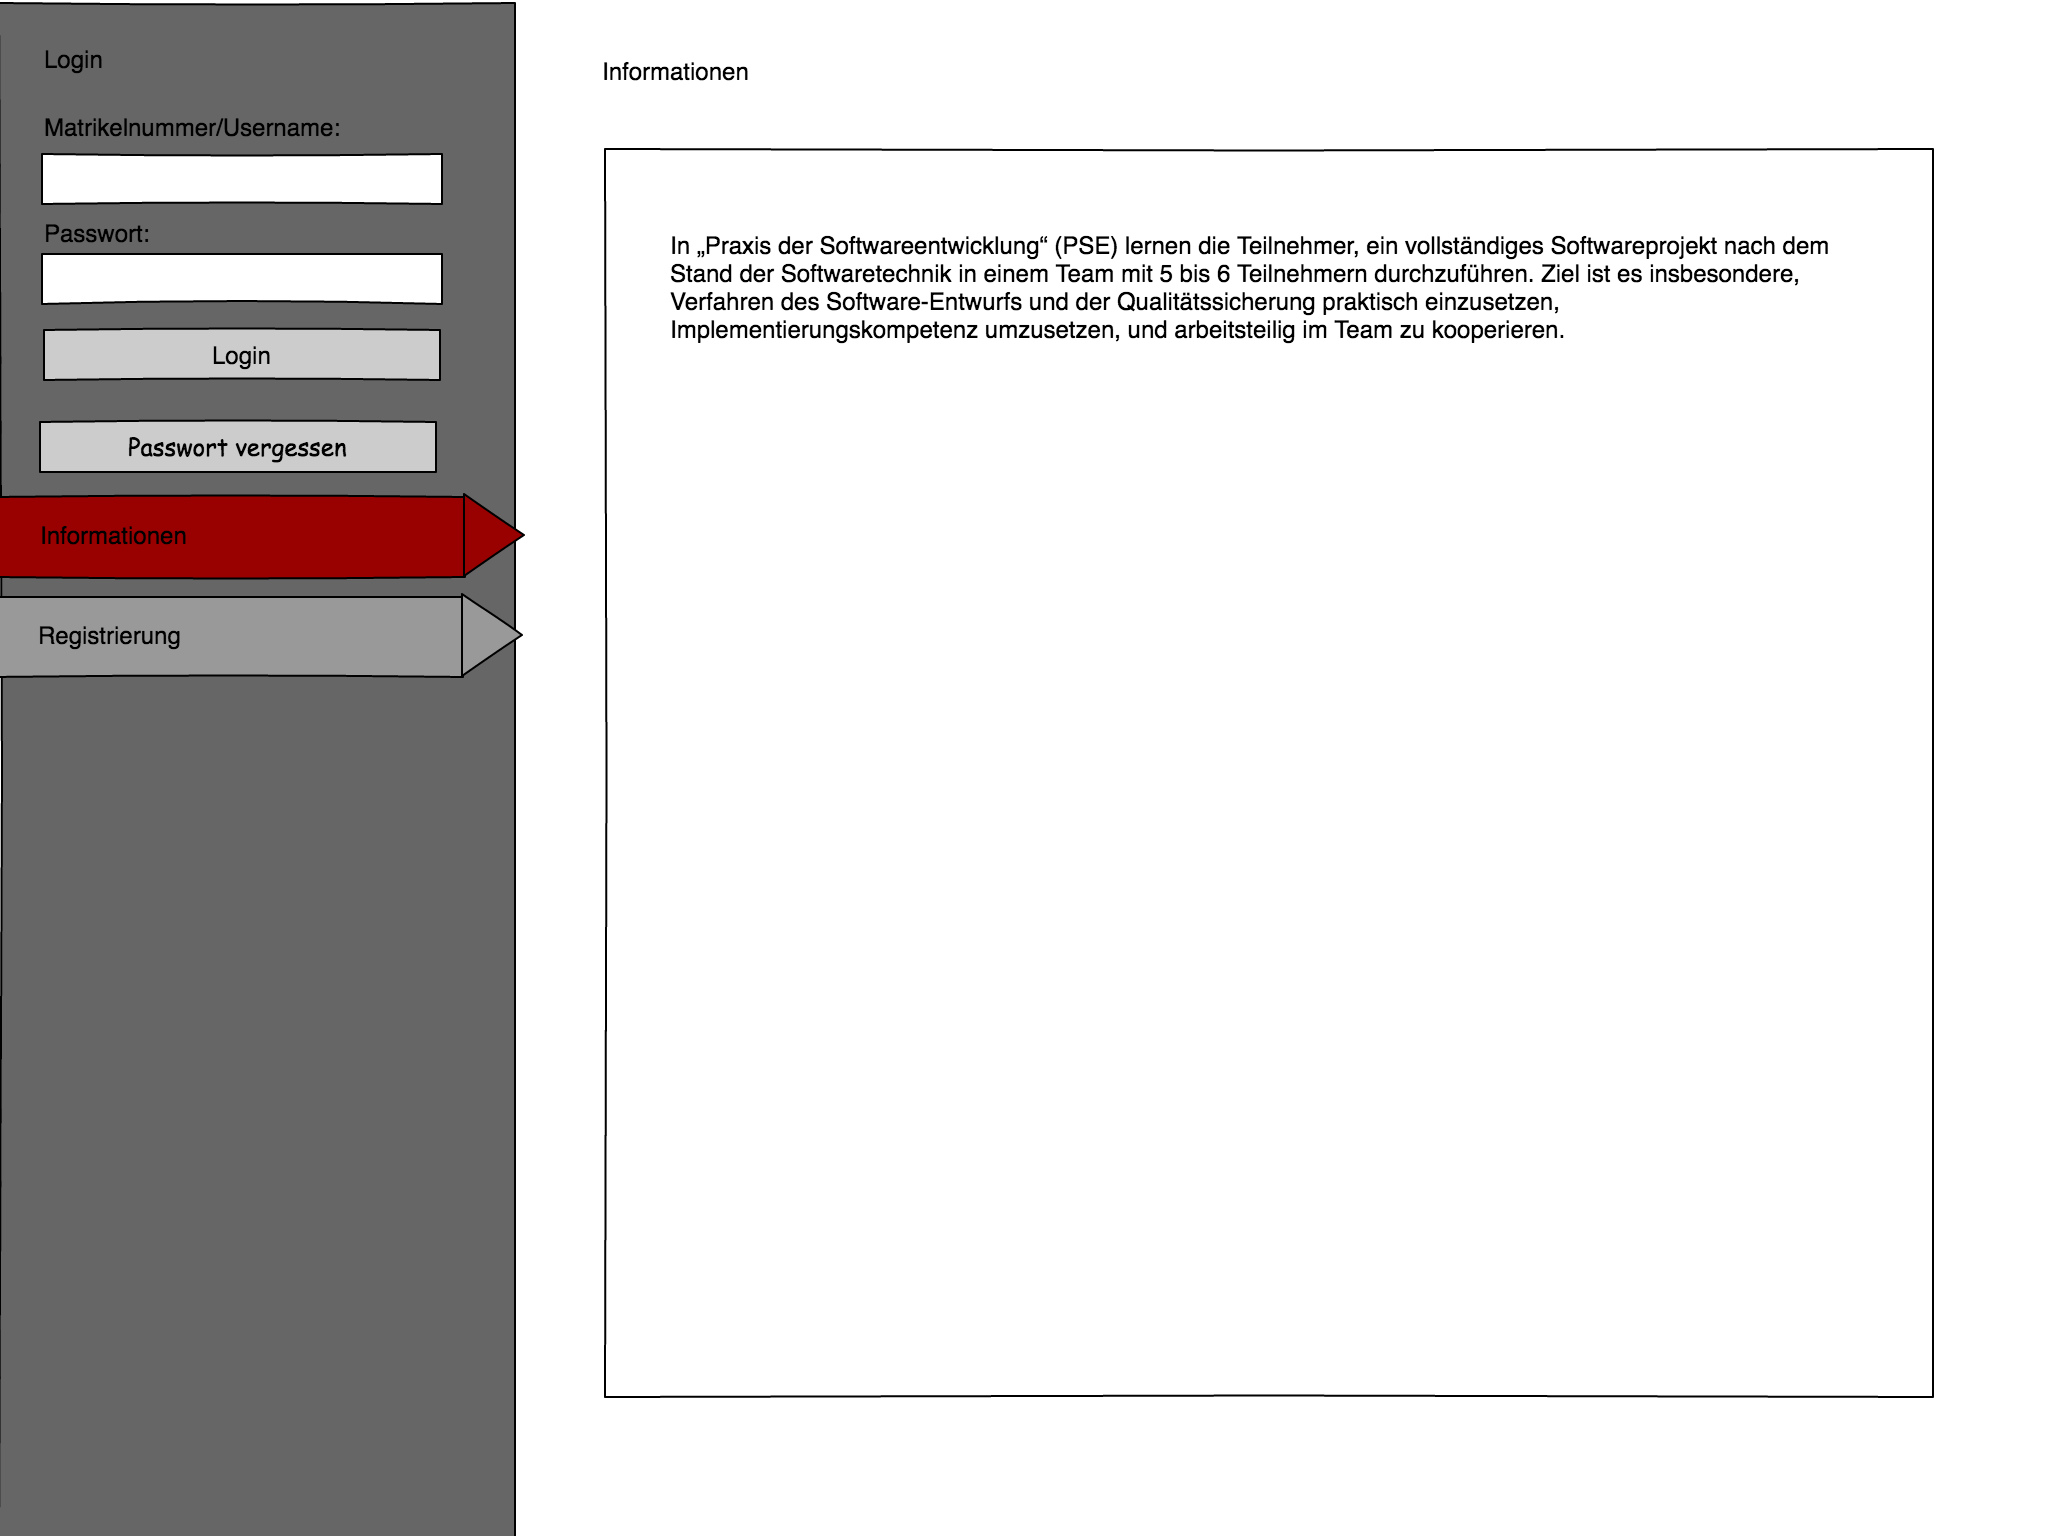 Login
Matrikelnummer/Username:
Passwort:
Login
Passwort vergessen
Informationen
Registrierung
Informationen
In „Praxis der Softwareentwicklung“ (PSE) lernen die Teilnehmer, ein vollständiges Softwareprojekt nach dem
Stand der Softwaretechnik in einem Team mit 5 bis 6 Teilnehmern durchzuführen. Ziel ist es insbesondere,
Verfahren des Software-Entwurfs und der Qualitätssicherung praktisch einzusetzen,
Implementierungskompetenz umzusetzen, und arbeitsteilig im Team zu kooperieren.